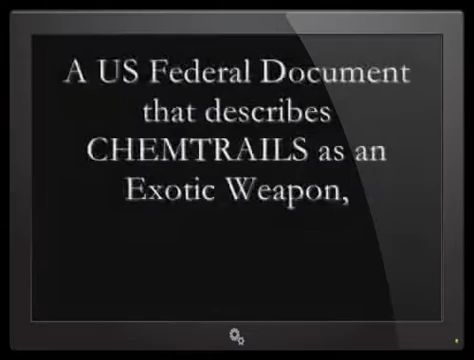 A US Federal Document
that describes
CHEMTRAILS as an
Exotic Weapon,